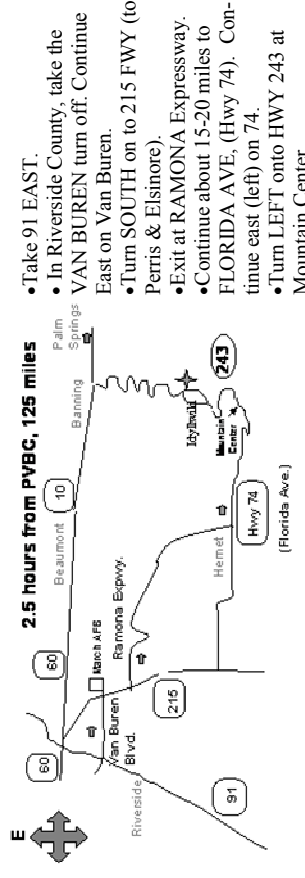 2.5 hours from PVBC, 125 miles
E
60
60
10
Beaumont
Banning
Palm
Springs
March AFB
Van Buren
Blvd.
Ramona Expwy.
Riverside
215
91
Idyllwild
Mountain
Center
243
Hemet
Hwy 74
(Florida Ave.)
•Take 91 EAST.
• In Riverside County, take the
VAN BUREN turn off. Continue
East on Van Buren.
•Turn SOUTH on to 215 FWY (to
Perris & Elsinore).
•Exit at RAMONA Expressway.
•Continue about 15-20 miles to
FLORIDA AVE, (Hwy 74). Con-
tinue east (left) on 74.
•Turn LEFT onto HWY 243 at
Mountain Center